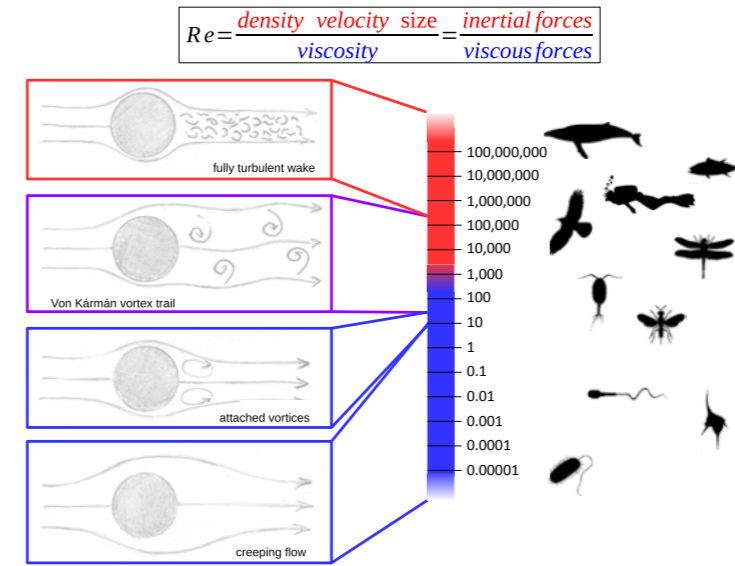 Re = density velocity size / viscosity = inertial forces / viscous forces
fully turbulent wake
Von Kármán vortex trail
attached vortices
creeping flow
100,000,000
10,000,000
1,000,000
100,000
10,000
1,000
100
10
1
0.1
0.01
0.001
0.0001
0.00001